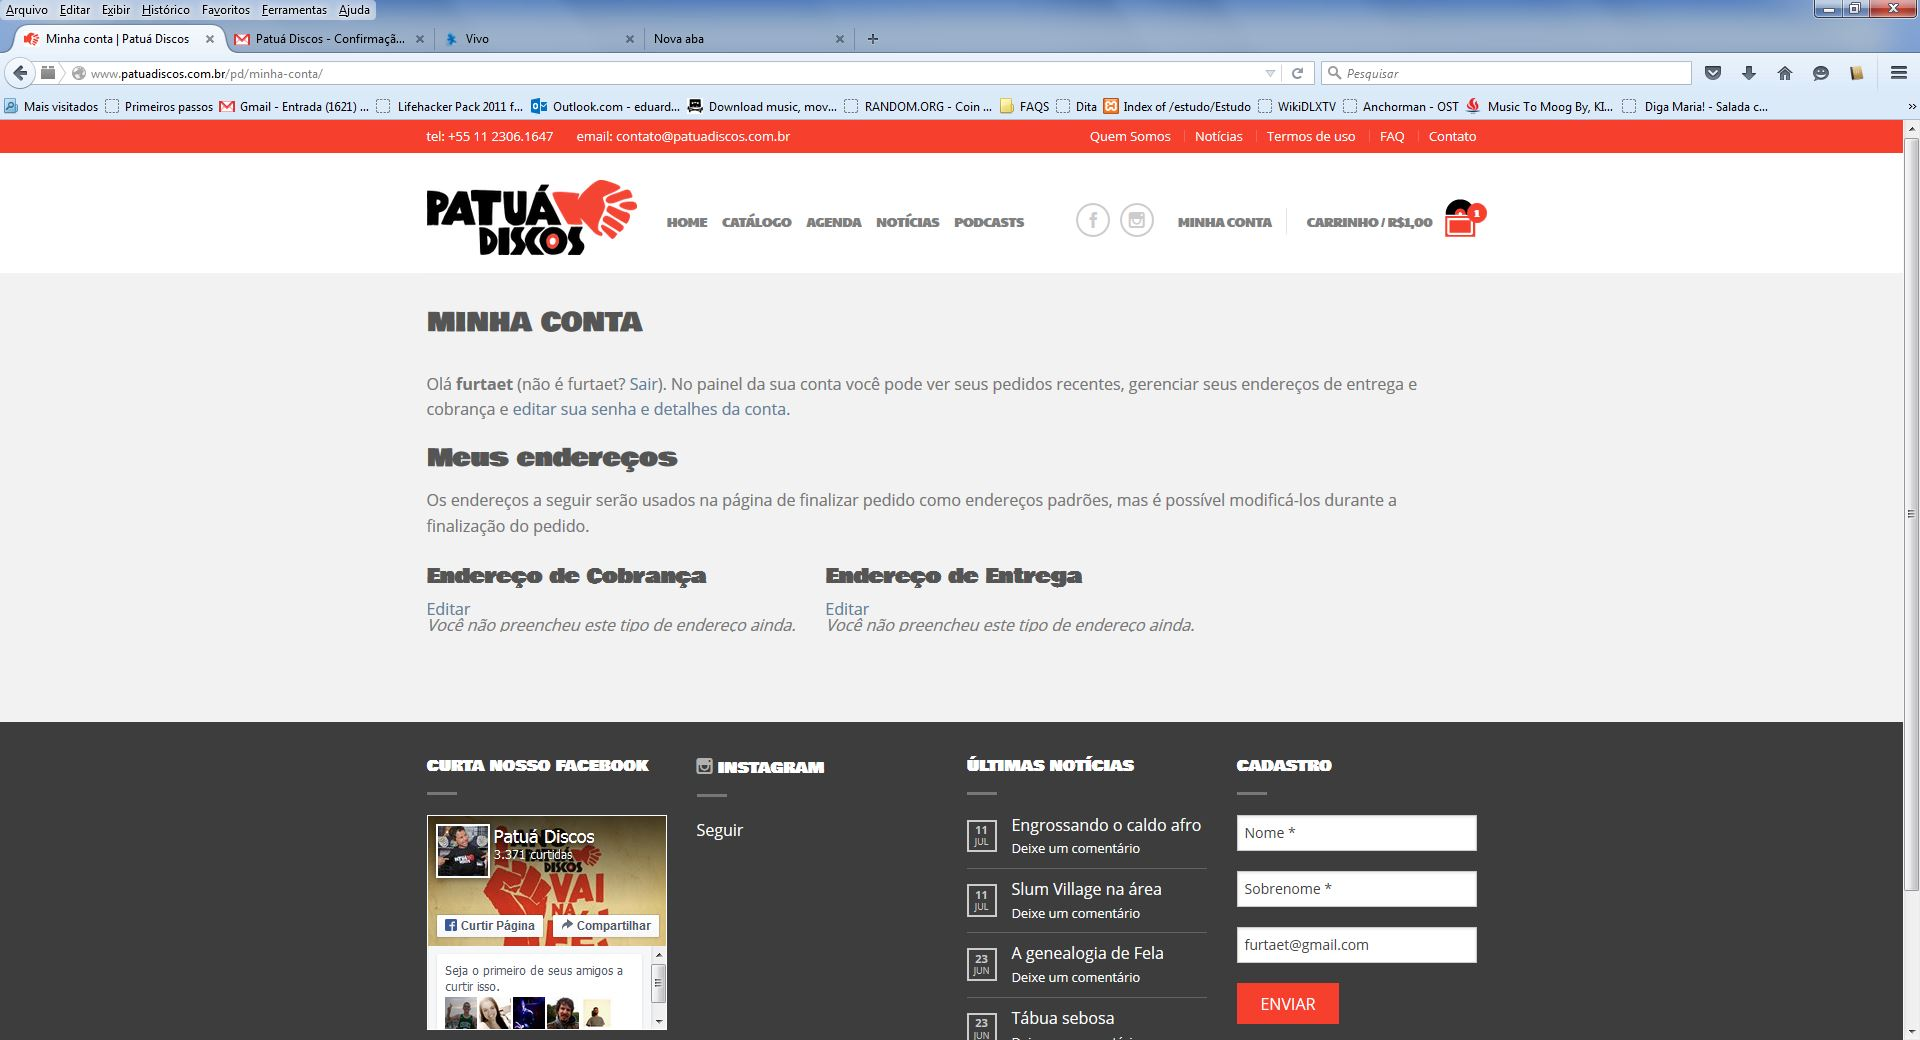 Arquivo Editar Exibir Histórico Favoritos Ferramentas Ajuda
Minha conta | Patuá Discos
Patuá Discos - Confirmaçã...
Vivo
Nova aba
www.patuadiscos.com.br/pd/minha-conta/
Pesquisar
Mais visitados
Primeiros passos
Gmail - Entrada (1621) ...
Lifehacker Pack 2011 f...
Outlook.com - eduard...
Download music, mov...
RANDOM.ORG - Coin ...
FAQS
Dita
Index of /estudo/Estudo
WikiDLXTV
Anchorman - OST
Music To Moog By, KI...
Diga Maria! - Salada c...
tel: +55 11 2306.1647 email: contato@patuadiscos.com.br
Quem Somos Notícias Termos de uso FAQ Contato
PATUÁ
DISCOS
HOME CATÁLOGO AGENDA NOTÍCIAS PODCASTS
MINHA CONTA
CARRINHO / R$1,00
1
MINHA CONTA
Olá furtaet (não é furtaet? Sair). No painel da sua conta você pode ver seus pedidos recentes, gerenciar seus endereços de entrega e
cobrança e editar sua senha e detalhes da conta.
Meus endereços
Os endereços a seguir serão usados na página de finalizar pedido como endereços padrões, mas é possível modificá-los durante a
finalização do pedido.
Endereço de Cobrança
Editar
Você não preencheu este tipo de endereço ainda.
Endereço de Entrega
Editar
Você não preencheu este tipo de endereço ainda.
CURTA NOSSO FACEBOOK
Patuá Discos
3.371 curtidas
DISCOS
VAI
NA
FÉ
Curtir Página
Compartilhar
Seja o primeiro de seus amigos a
curtir isso.
INSTAGRAM
Seguir
ÚLTIMAS NOTÍCIAS
11
JUL
Engrossando o caldo afro
Deixe um comentário
11
JUL
Slum Village na área
Deixe um comentário
23
JUN
A genealogia de Fela
Deixe um comentário
23
JUN
Tábua sebosa
CADASTRO
Nome *
Sobrenome *
furtaet@gmail.com
ENVIAR